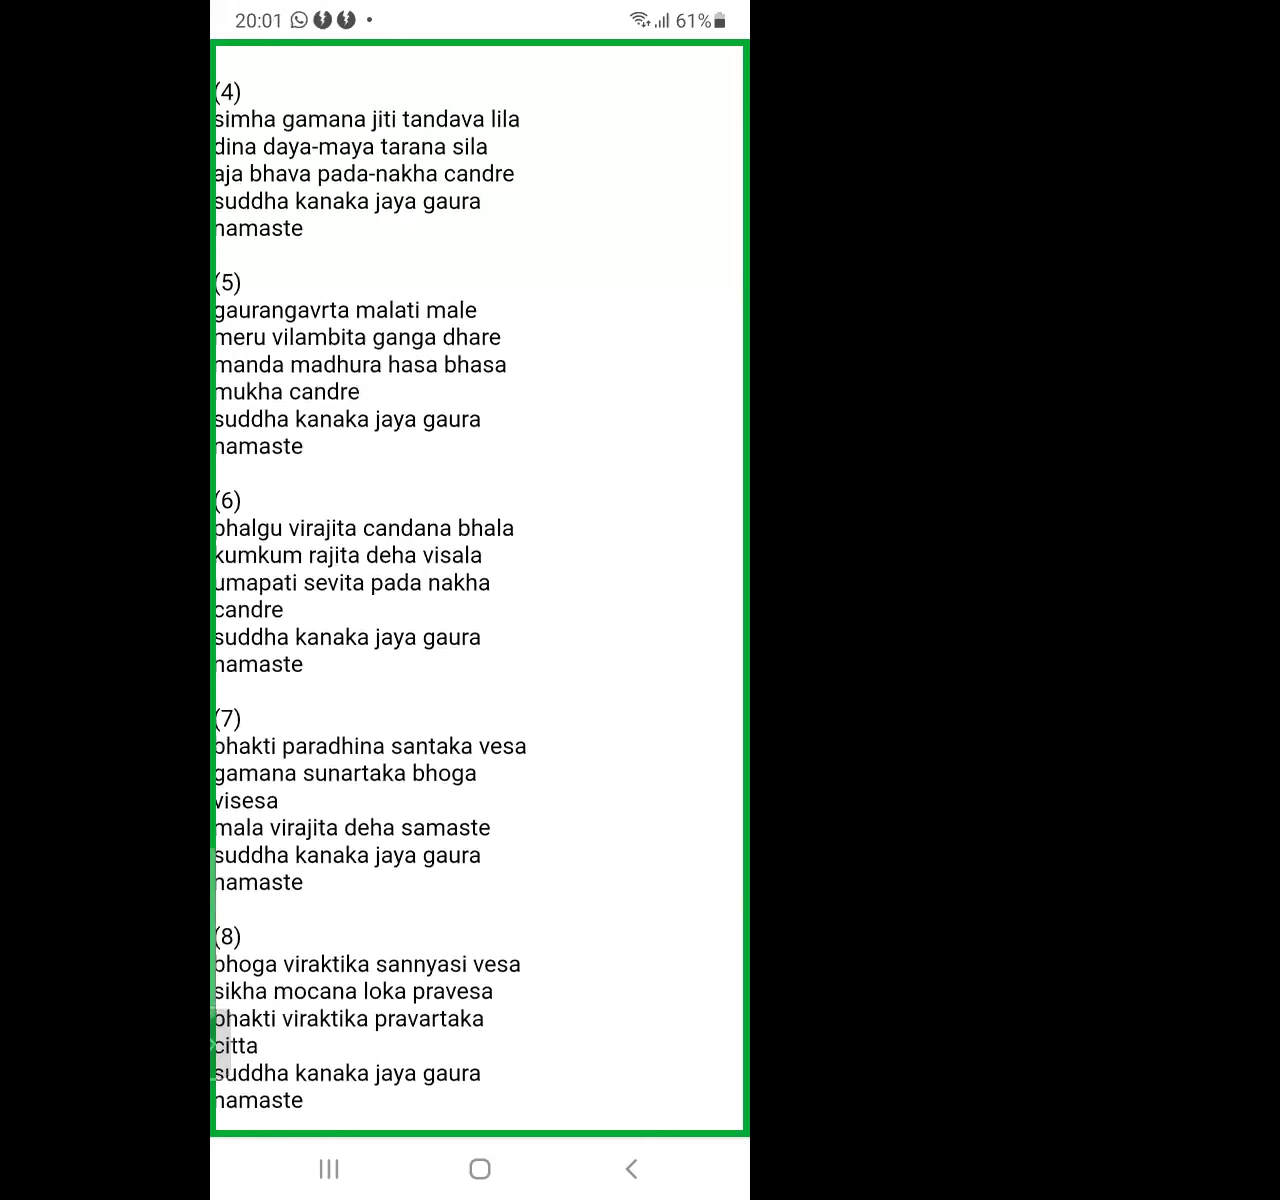 20:01
61%
(4)
simha gamana jiti tandava lila
dina daya-maya tarana sila
aja bhava pada-nakha candre
suddha kanaka jaya gaura
namaste
(5)
gaurangavrta malati male
meru vilambita ganga dhare
manda madhura hasa bhasa
mukha candre
suddha kanaka jaya gaura
namaste
(6)
phalgu virajita candana bhala
kumkum rajita deha visala
umapati sevita pada nakha
candre
suddha kanaka jaya gaura
namaste
(7)
bhakti paradhina santaka vesa
gamana sunartaka bhoga
visesa
mala virajita deha samaste
suddha kanaka jaya gaura
namaste
(8)
bhoga viraktika sannyasi vesa
sikha mocana loka pravesa
bhakti viraktika pravartaka
citta
suddha kanaka jaya gaura
namaste